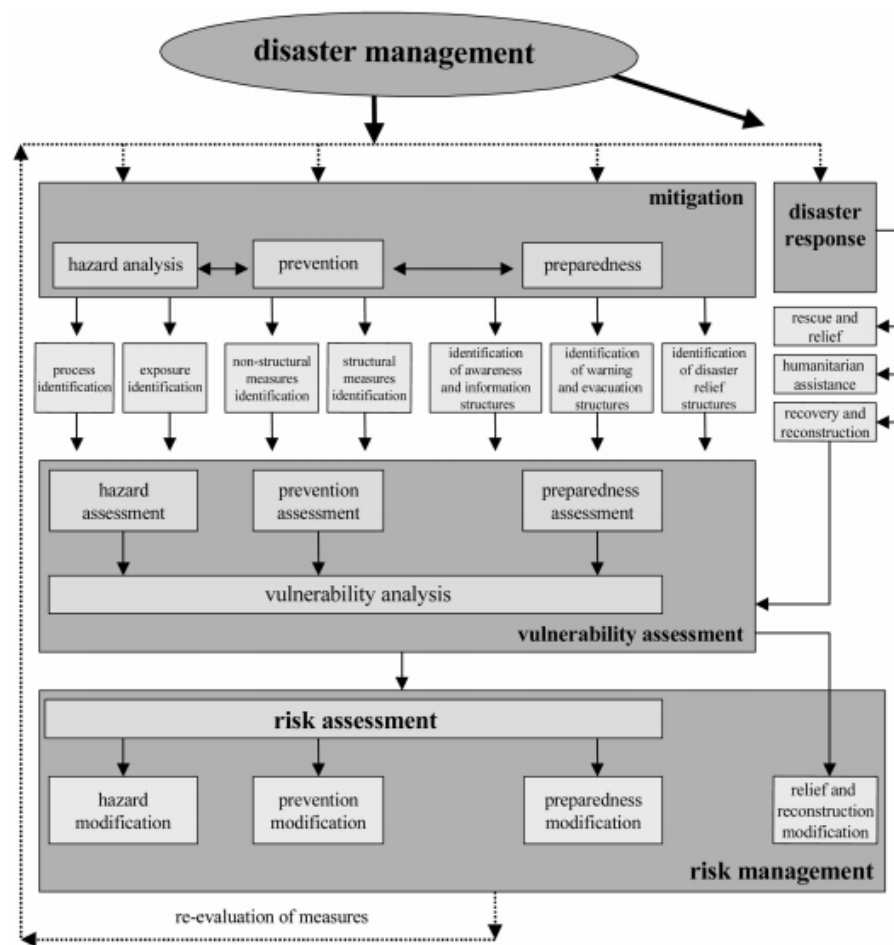 disaster management
mitigation
hazard analysis
prevention
preparedness
disaster
response
rescue and
relief
humanitarian
assistance
recovery and
reconstruction
process
identification
exposure
identification
non-structural
measures
identification
structural
measures
identification
identification
of awareness
and information
structures
identification
of warning
and evacuation
structures
identification
of disaster
relief
structures
hazard
assessment
prevention
assessment
preparedness
assessment
vulnerability analysis
vulnerability assessment
risk assessment
hazard
modification
prevention
modification
preparedness
modification
relief and
reconstruction
modification
risk management
re-evaluation of measures